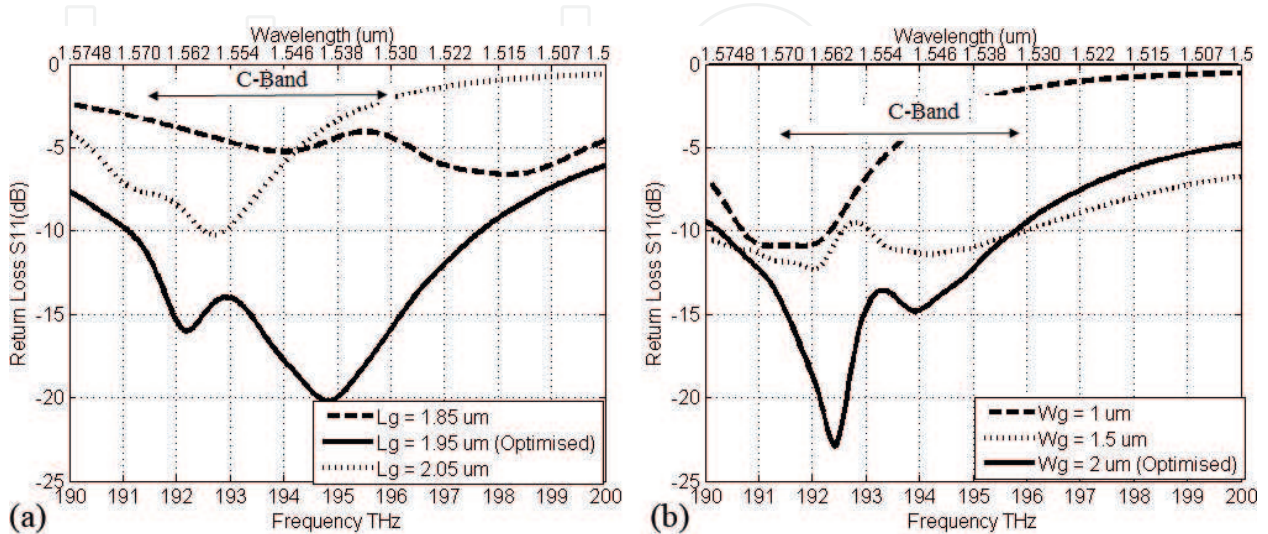 Wavelength (um)
1.5748 1.570 1.562 1.554 1.546 1.538 1.530 1.522 1.515 1.507 1.5
0
-5
-10
-15
-20
-25
Return Loss S11(dB)
C-Band
Lg = 1.85 um
Lg = 1.95 um (Optimised)
Lg = 2.05 um
190 191 192 193 194 195 196 197 198 199 200
Frequency THz
(a)
Wavelength (um)
1.5748 1.570 1.562 1.554 1.546 1.538 1.530 1.522 1.515 1.507 1.5
0
-5
-10
-15
-20
-25
Return Loss S11(dB)
C-Band
Wg = 1 um
Wg = 1.5 um
Wg = 2 um (Optimised)
190 191 192 193 194 195 196 197 198 199 200
Frequency THz
(b)